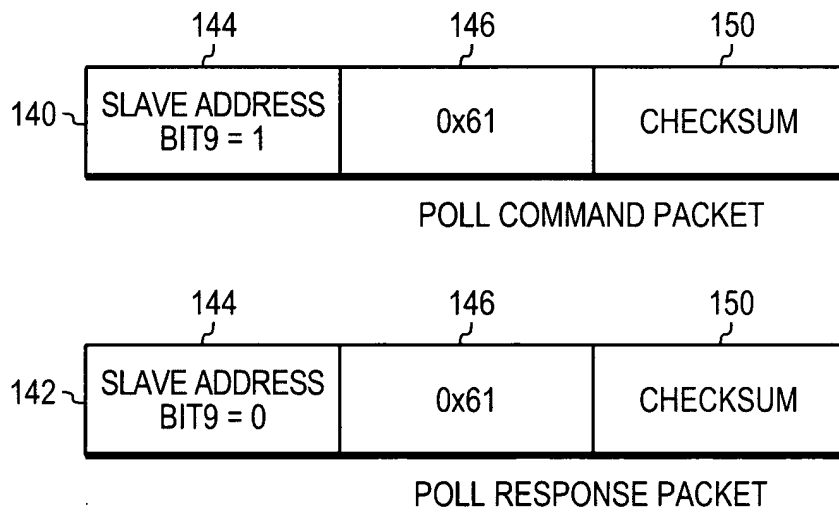 144 146 150
140 SLAVE ADDRESS BIT9 = 1 0x61 CHECKSUM
POLL COMMAND PACKET
144 146 150
142 SLAVE ADDRESS BIT9 = 0 0x61 CHECKSUM
POLL RESPONSE PACKET